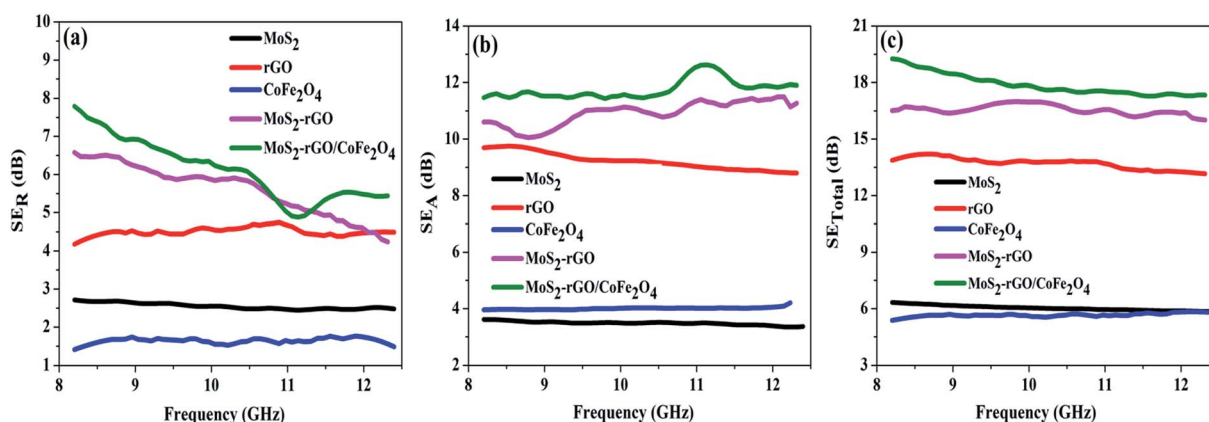 (a)
SE_R (dB)
10
9
8
7
6
5
4
3
2
1
MoS₂
rGO
CoFe₂O₄
MoS₂-rGO
MoS₂-rGO/CoFe₂O₄
8 9 10 11 12
Frequency (GHz)
(b)
SE_A (dB)
14
12
10
8
6
4
2
MoS₂
rGO
CoFe₂O₄
MoS₂-rGO
MoS₂-rGO/CoFe₂O₄
8 9 10 11 12
Frequency (GHz)
(c)
SE_Total (dB)
21
18
15
12
9
6
3
MoS₂
rGO
CoFe₂O₄
MoS₂-rGO
MoS₂-rGO/CoFe₂O₄
8 9 10 11 12
Frequency (GHz)